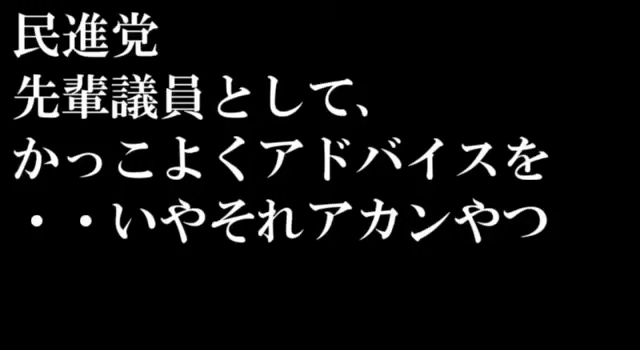 民進党
先輩議員として、
かっこよくアドバイスを
・・いやそれアカンやつ